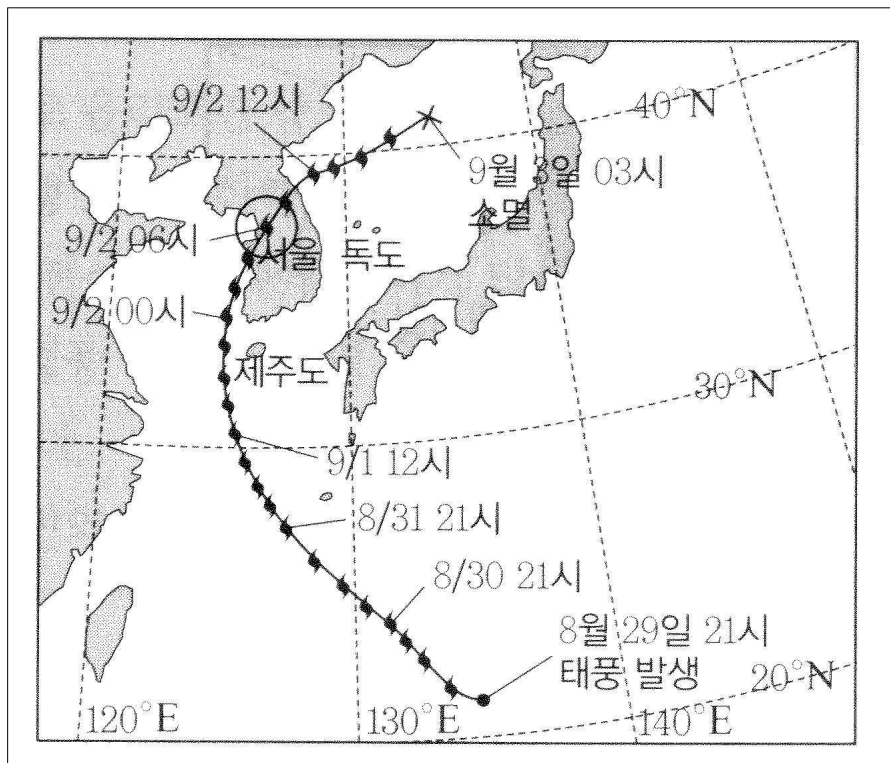 9/2 12시
40°N
9월 3일 03시
소멸
9/2 06시
서울 독도
9/2 00시
제주도
30°N
9/1 12시
8/31 21시
8/30 21시
8월 29일 21시
태풍 발생
20°N
120°E
130°E
140°E